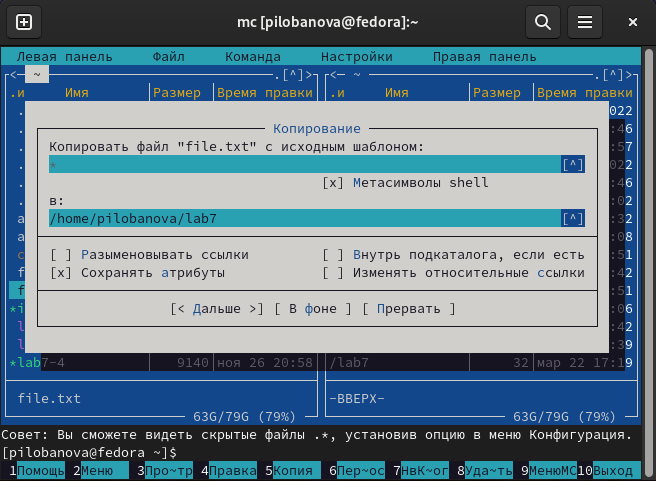 mc [pilobanova@fedora]:~
Левая панель Файл Команда Настройки Правая панель
<— ~ .[^]> <— ~ .[^]>
.и Имя Размер Время правки .и Имя Размер Время правки
Копирование
Копировать файл "file.txt" с исходным шаблоном:
* [^]
[x] Метасимволы shell
в:
/home/pilobanova/lab7 [^]
[ ] Разыменовывать ссылки [ ] Внутрь подкаталога, если есть
[x] Сохранять атрибуты [ ] Изменять относительные ссылки
[< Дальше >] [ В фоне ] [ Прервать ]
*lab7-4 9140 ноя 26 20:58 /lab7 32 мар 22 17:19
file.txt -ВВЕРХ-
63G/79G (79%) 63G/79G (79%)
Совет: Вы сможете видеть скрытые файлы .*, установив опцию в меню Конфигурация.
[pilobanova@fedora ~]$
1Помощь 2Меню 3Про~тр 4Правка 5Копия 6Пер~ос 7НвК~ог 8Уда~ть 9МенюMC 10Выход